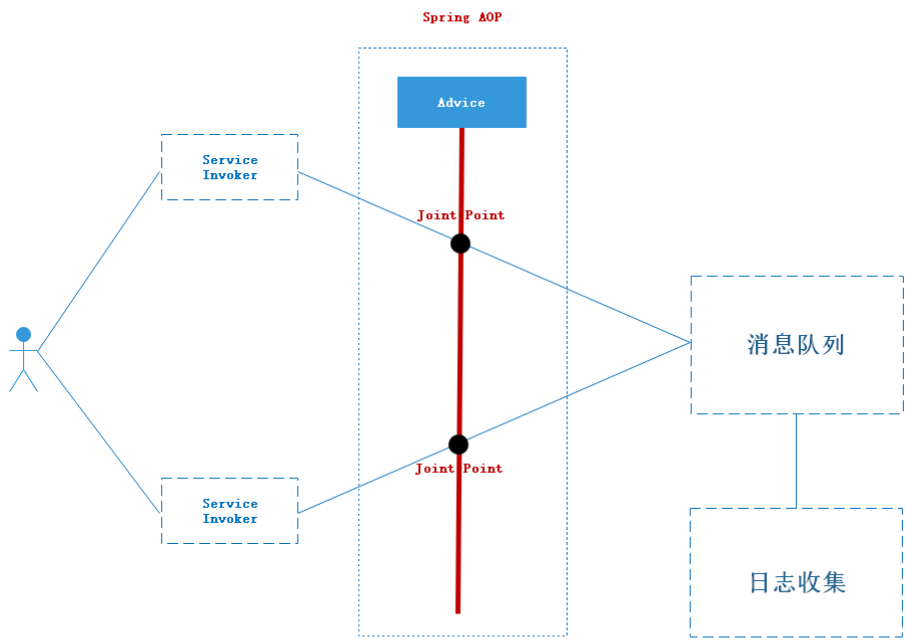 Spring AOP
Advice
Service
Invoker
Joint Point
消息队列
Joint Point
Service
Invoker
日志收集